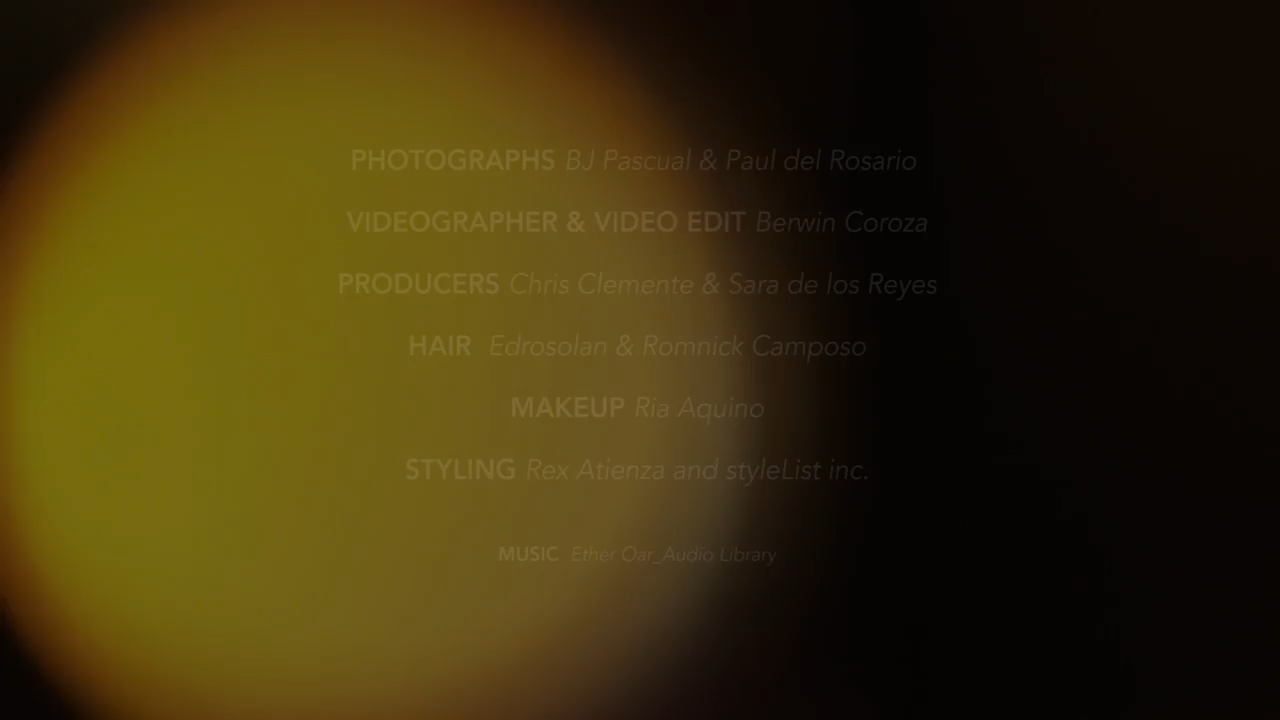 PHOTOGRAPHS BJ Pascual & Paul del Rosario
VIDEOGRAPHER & VIDEO EDIT Berwin Coroza
PRODUCERS Chris Clemente & Sara de los Reyes
HAIR Edrosolan & Romnick Camposo
MAKEUP Ria Aquino
STYLING Rex Atienza and styleList inc.
MUSIC Ether Oar_Audio Library